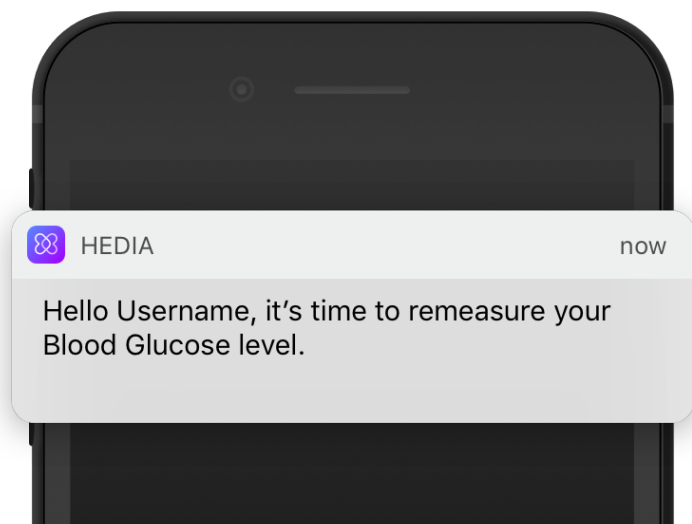 HEDIA
now
Hello Username, it’s time to remeasure your
Blood Glucose level.